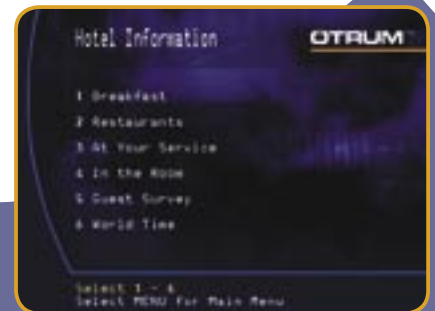 Hotel Information
OTRUM
1 Breakfast
2 Restaurants
3 At Your Service
4 In the Room
5 Guest Survey
6 World Time
Select 1 - 6
Select MENU for Main Menu